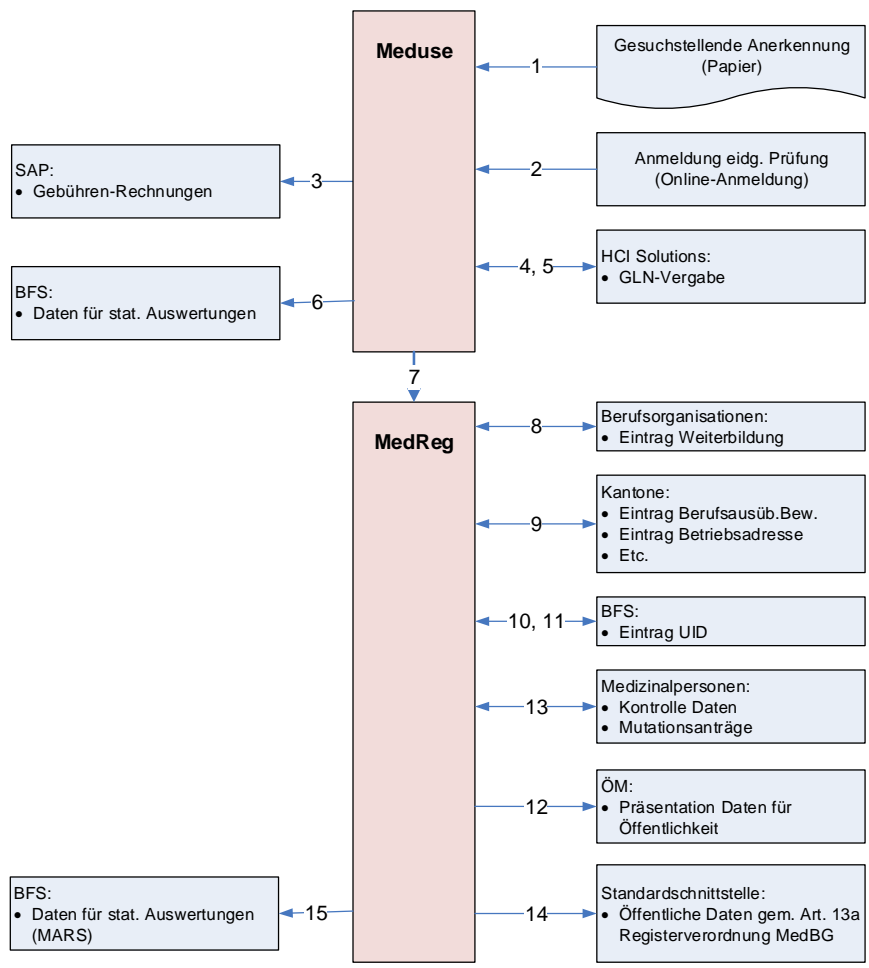 Meduse
1
Gesuchstellende Anerkennung
(Papier)
2
Anmeldung eidg. Prüfung
(Online-Anmeldung)
SAP:
• Gebühren-Rechnungen
3
4, 5
HCI Solutions:
• GLN-Vergabe
BFS:
• Daten für stat. Auswertungen
6
7
MedReg
8
Berufsorganisationen:
• Eintrag Weiterbildung
9
Kantone:
• Eintrag Berufsausüb.Bew.
• Eintrag Betriebsadresse
• Etc.
10, 11
BFS:
• Eintrag UID
13
Medizinalpersonen:
• Kontrolle Daten
• Mutationsanträge
12
ÖM:
• Präsentation Daten für
Öffentlichkeit
BFS:
• Daten für stat. Auswertungen
(MARS)
15
14
Standardschnittstelle:
• Öffentliche Daten gem. Art. 13a
Registerverordnung MedBG